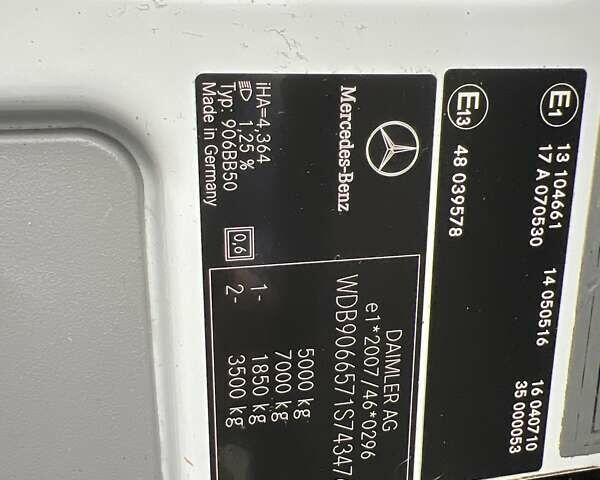 Mercedes-Benz
iHA=4,364
1,25 %
Typ: 906BB50
Made in Germany
0,6
DAIMLER AG
e1*2007/46*0296
WDB9066571S74347
5000 kg
7000 kg
1- 1850 kg
2- 3500 kg
E1
13 104661
17 A 070530
14 050516
16 040710
35 000053
E13
48 039578